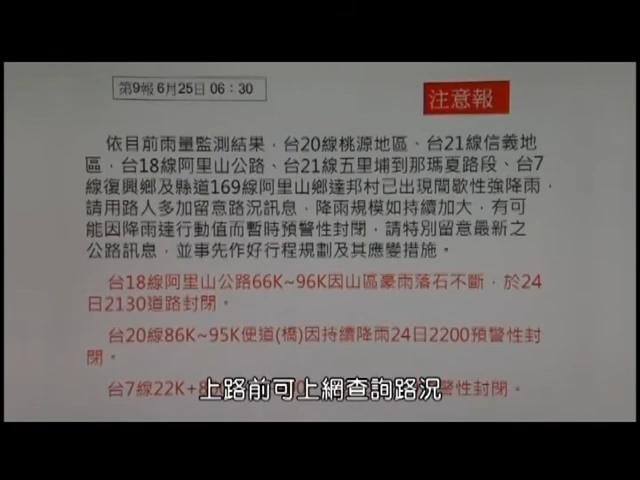 第9報 6月25日 06：30
注意報
依目前雨量監測結果，台20線桃源地區、台21線信義地
區，台18線阿里山公路、台21線五里埔到那瑪夏路段、台7
線復興鄉及縣道169線阿里山鄉達邦村已出現間歇性強降雨，
請用路人多加留意路況訊息，降雨規模如持續加大，有可
能因降雨達行動值而暫時預警性封閉，請特別留意最新之
公路訊息，並事先作好行程規劃及其應變措施。
台18線阿里山公路66K~96K因山區豪雨落石不斷，於24
日2130道路封閉。
台20線86K~95K便道(橋)因持續降雨24日2200預警性封
閉。
台7線22K+8 警性封閉。
上路前可上網查詢路況